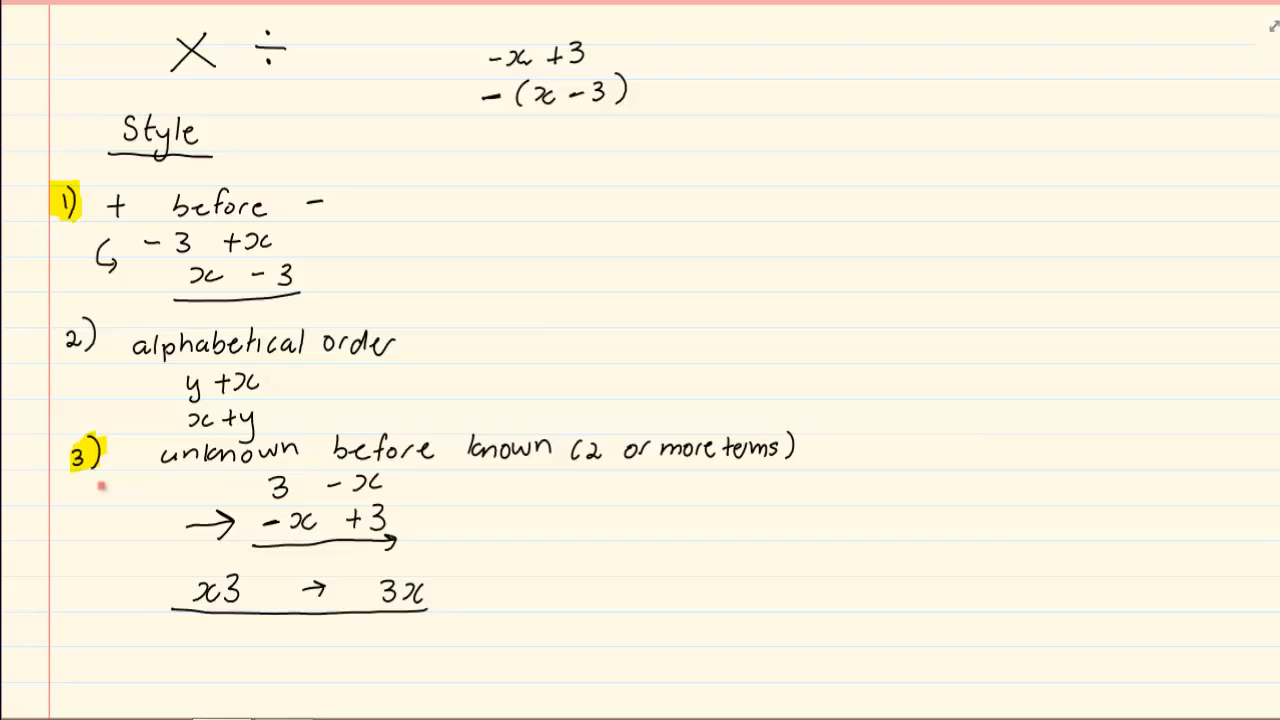 × ÷
-x +3
-(x -3)
Style
1) + before -
-3 +x
x -3
2) alphabetical order
y +x
x +y
3) unknown before known (2 or more terms)
3 -x
→ -x +3
x3 → 3x